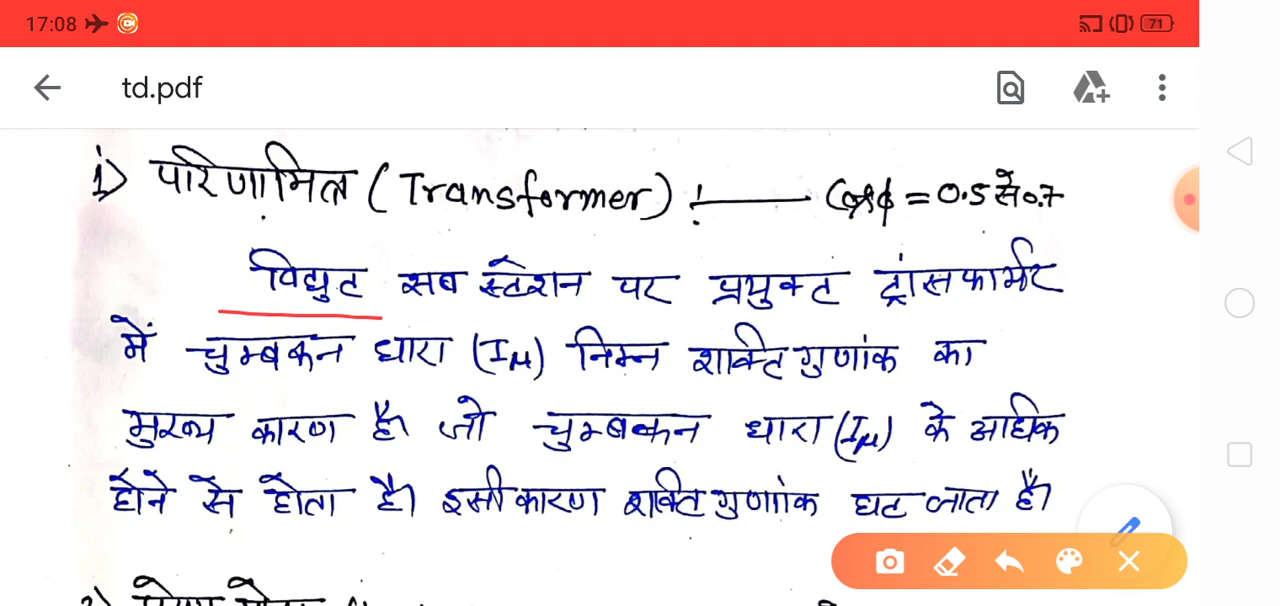 17:08 71
td.pdf
1) परिणामित्र (Transformer) :— Cosϕ = 0.5 से 0.7
विद्युत सब स्टेशन पर प्रयुक्त ट्रांसफार्मर
में चुम्बकन धारा (Iμ) निम्न शक्ति गुणांक का
मुख्य कारण है। जो चुम्बकन धारा (Iμ) के अधिक
होने से होता है। इसी कारण शक्ति गुणांक घट जाता है।